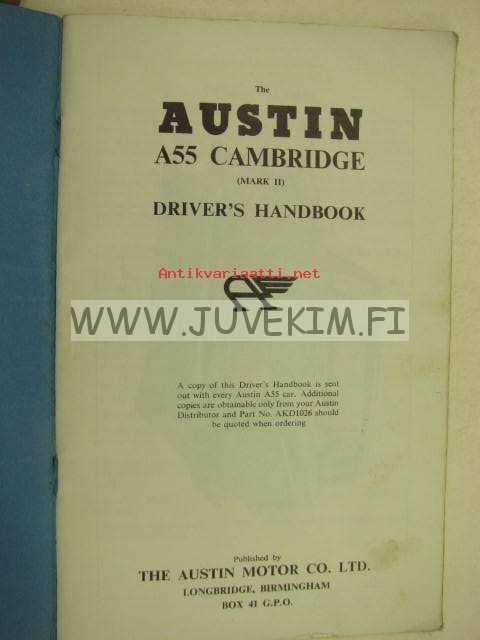 The
AUSTIN
A55 CAMBRIDGE
(MARK II)
DRIVER'S HANDBOOK
Antikvariaatti.net
WWW.JUVEKIM.FI
A copy of this Driver's Handbook is sent
out with every Austin A55 car. Additional
copies are obtainable only from your Austin
Distributor and Part No. AKD1026 should
be quoted when ordering
Published by
THE AUSTIN MOTOR CO. LTD.
LONGBRIDGE, BIRMINGHAM
BOX 41 G.P.O.